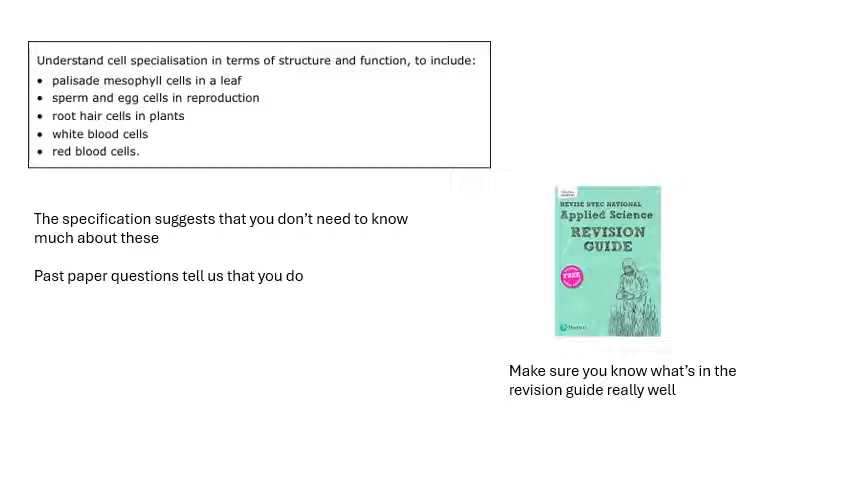 Understand cell specialisation in terms of structure and function, to include:
• palisade mesophyll cells in a leaf
• sperm and egg cells in reproduction
• root hair cells in plants
• white blood cells
• red blood cells.
The specification suggests that you don’t need to know
much about these
Past paper questions tell us that you do
REVISE BTEC NATIONAL
Applied Science
REVISION
GUIDE
FREE
Pearson
Make sure you know what’s in the
revision guide really well